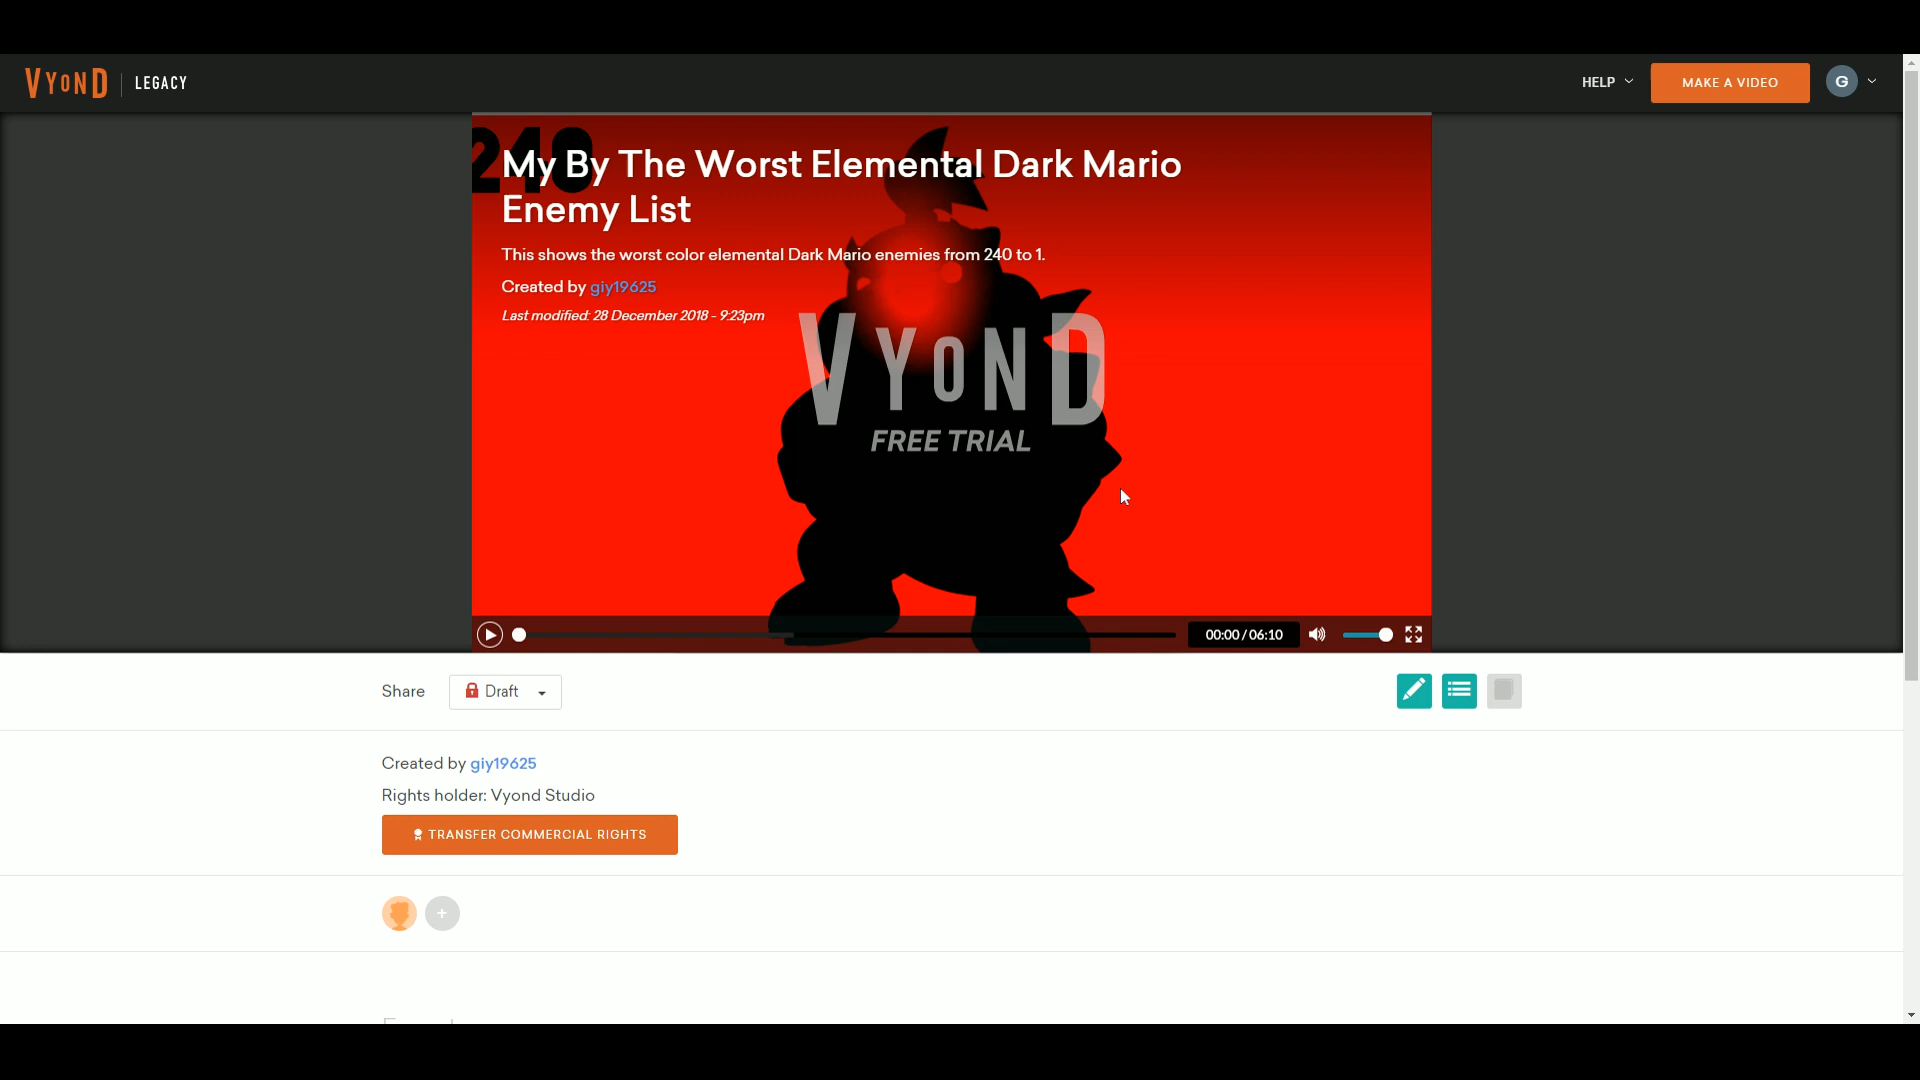 VYOND LEGACY
HELP
MAKE A VIDEO
G
240
My By The Worst Elemental Dark Mario
Enemy List
This shows the worst color elemental Dark Mario enemies from 240 to 1.
Created by giy19625
Last modified: 28 December 2018 - 9:23pm
VYOND
FREE TRIAL
00:00 / 06:10
Share
Draft
Created by giy19625
Rights holder: Vyond Studio
TRANSFER COMMERCIAL RIGHTS
+